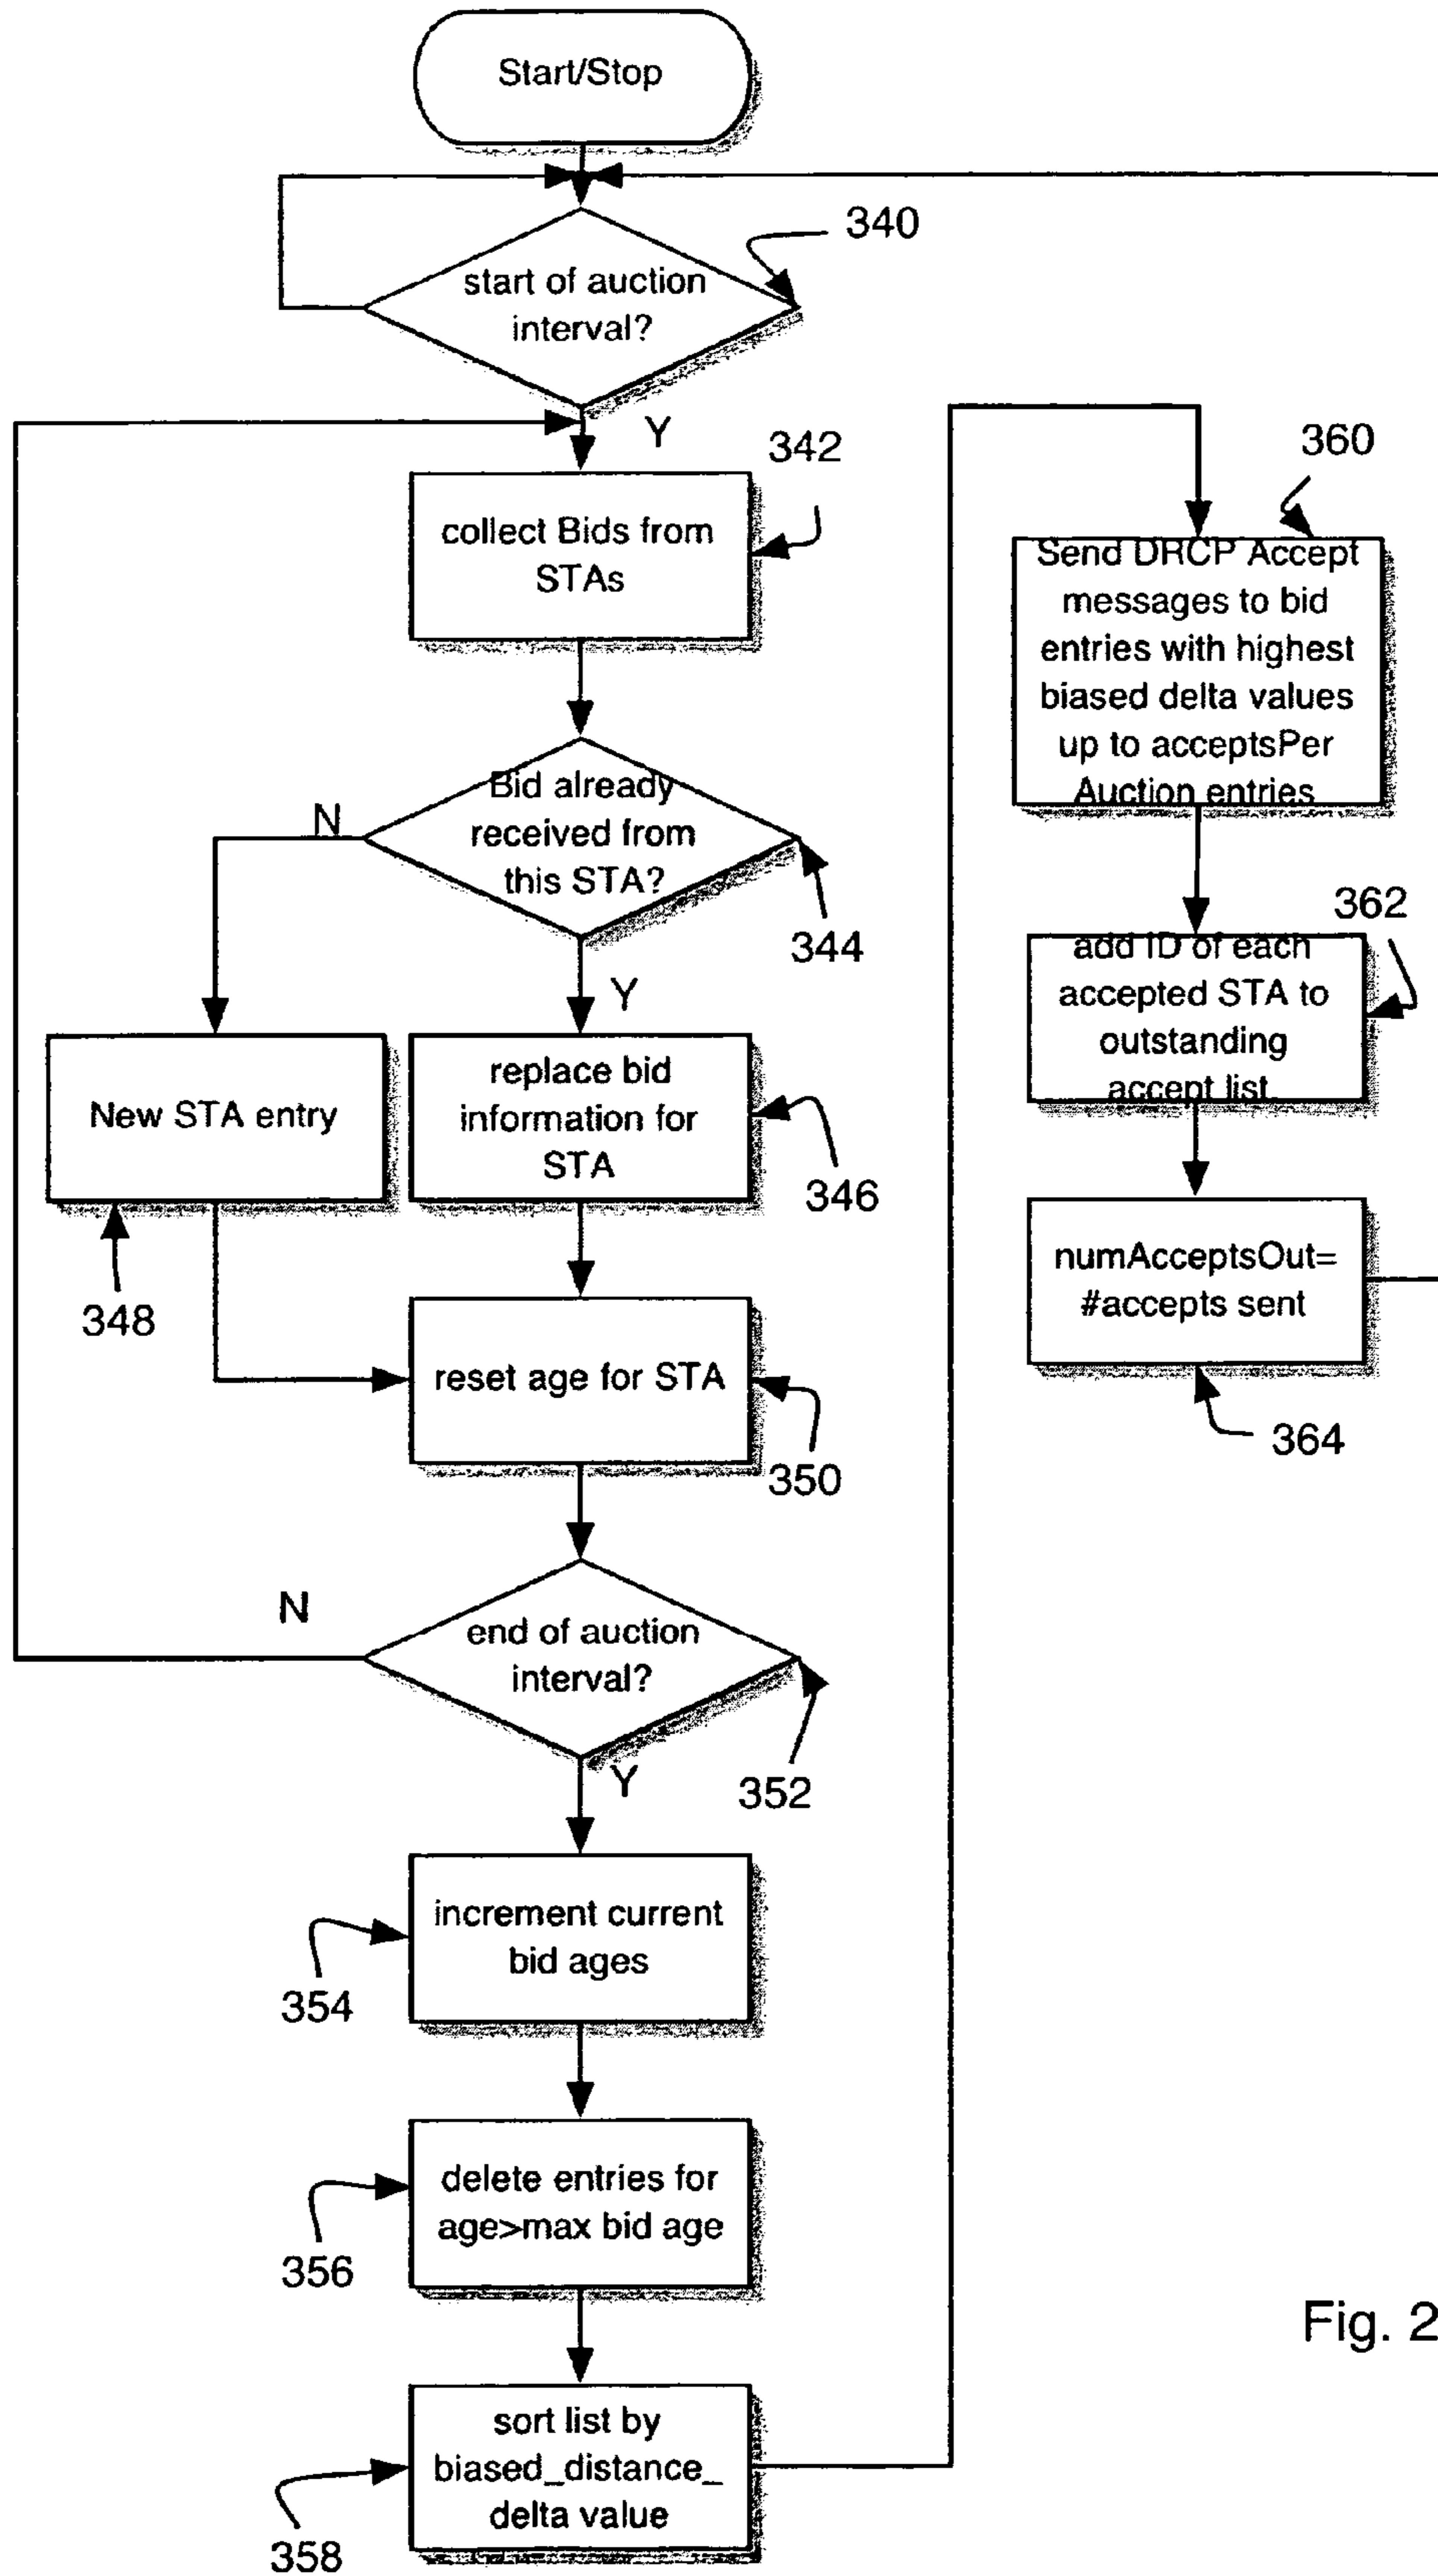 Start/Stop
340
start of auction
interval?
Y
342
collect Bids from
STAs
Bid already
received from
this STA?
N
344
Y
New STA entry
replace bid
information for
STA
346
348
reset age for STA
350
end of auction
interval?
N
352
Y
increment current
bid ages
354
delete entries for
age>max bid age
356
sort list by
biased_distance_
delta value
358
360
Send DRCP Accept
messages to bid
entries with highest
biased delta values
up to acceptsPer
Auction entries
362
add ID of each
accepted STA to
outstanding
accept list
numAcceptsOut=
#accepts sent
364
Fig. 2